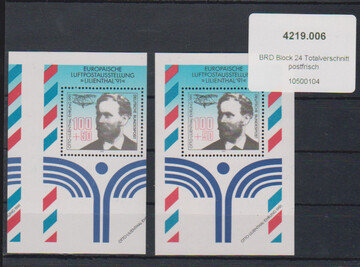 4219.006
BRD Block 24 Totalverschnitt
postfrisch
10500104
EUROPÄISCHE
LUFTPOSTAUSSTELLUNG
»LILIENTHAL '91«
100
+50
EUROPÄISCHE
LUFTPOSTAUSSTELLUNG
»LILIENTHAL '91«
100
+50